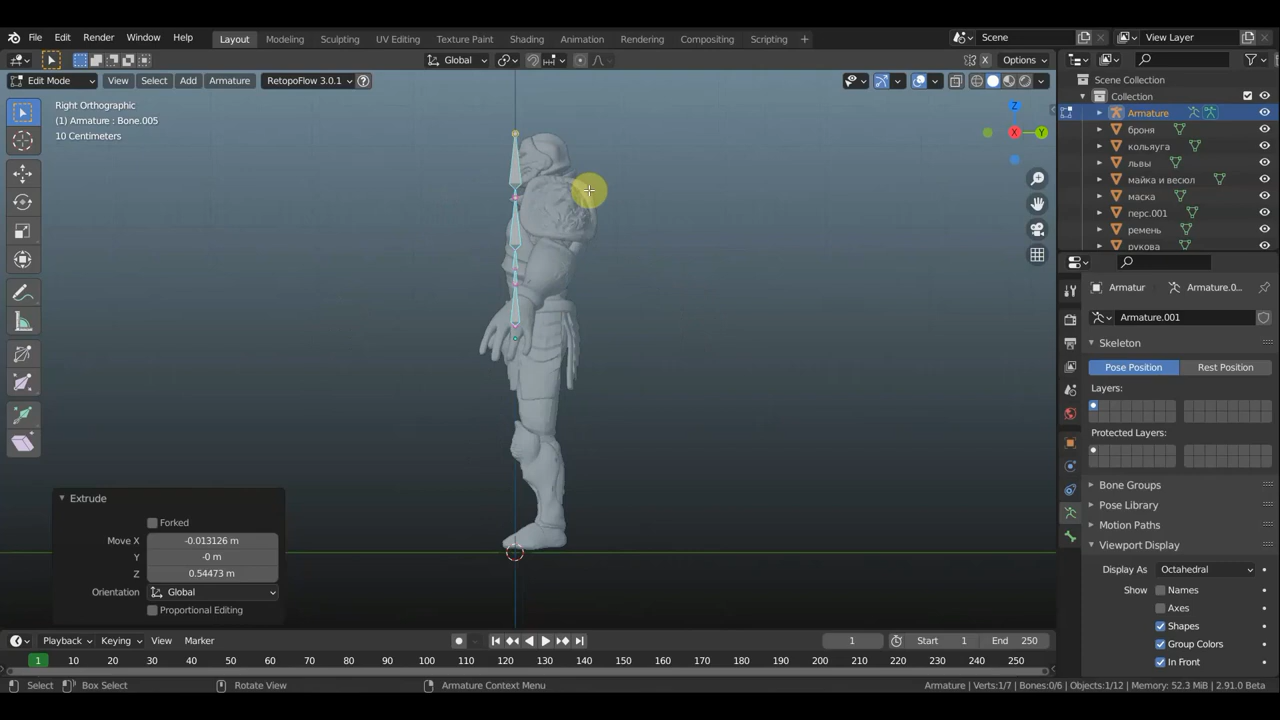 File Edit Render Window Help Layout Modeling Sculpting UV Editing Texture Paint Shading Animation Rendering Compositing Scripting + Scene View Layer
Global Options
Edit Mode View Select Add Armature RetopoFlow 3.0.1
Right Orthographic
(1) Armature : Bone.005
10 Centimeters
Z
X
Y
Scene Collection
Collection
Armature
броня
кольяуга
львы
майка и весюл
маска
перс.001
ремень
рукова
Armatur Armature.0...
Armature.001
Skeleton
Pose Position Rest Position
Layers:
Protected Layers:
Bone Groups
Pose Library
Motion Paths
Viewport Display
Display As Octahedral
Show Names
Axes
Shapes
Group Colors
In Front
Extrude
Forked
Move X -0.013126 m
Y -0 m
Z 0.54473 m
Orientation Global
Proportional Editing
Playback Keying View Marker 1 Start 1 End 250
1 10 20 30 40 50 60 70 80 90 100 110 120 130 140 150 160 170 180 190 200 210 220 230 240 250
Select Box Select Rotate View Armature Context Menu Armature | Verts:1/7 | Bones:0/6 | Objects:1/12 | Memory: 52.3 MiB | 2.91.0 Beta